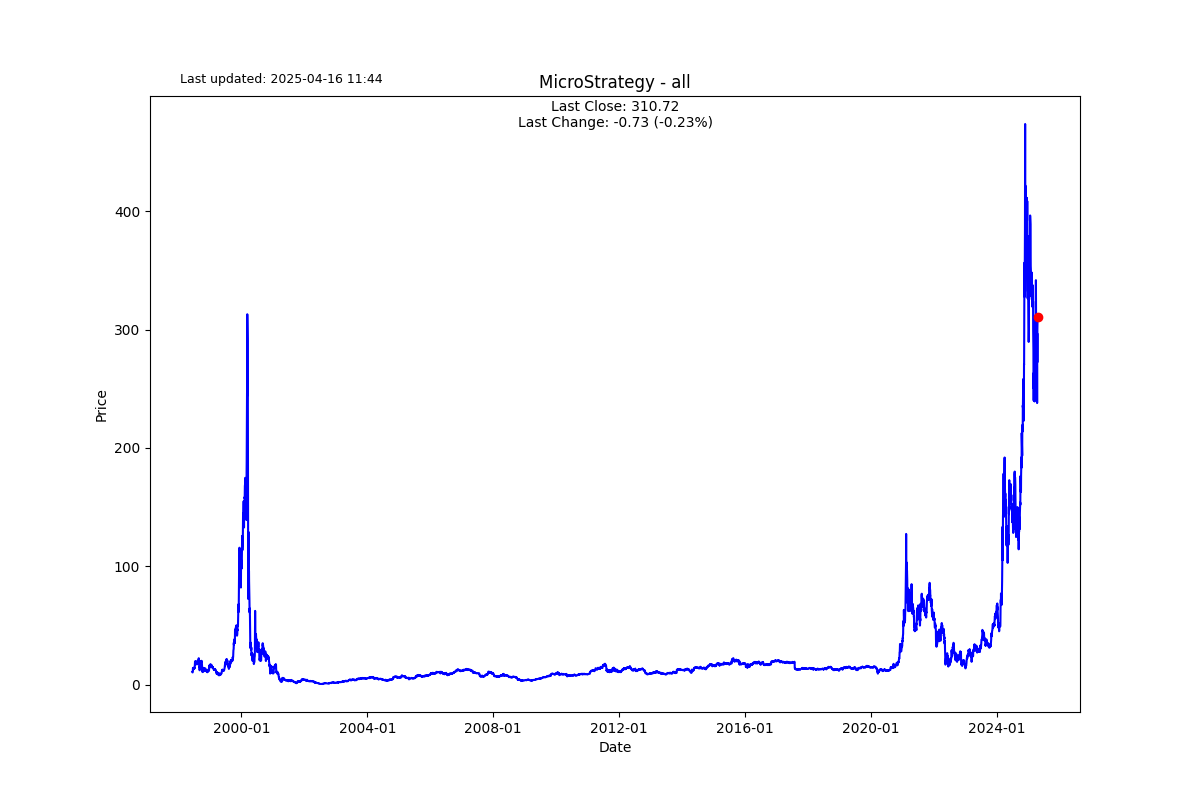 Last updated: 2025-04-16 11:44
MicroStrategy - all
Last Close: 310.72
Last Change: -0.73 (-0.23%)
400
300
200
100
0
Price
2000-01
2004-01
2008-01
2012-01
2016-01
2020-01
2024-01
Date